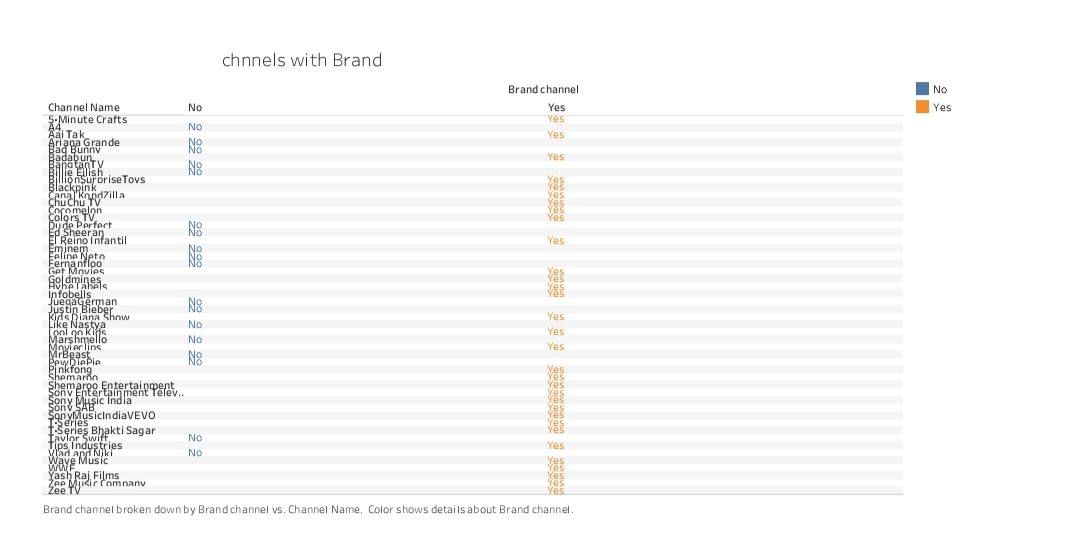 chnnels with Brand
Brand channel
No
Channel Name No Yes
Yes
5-Minute Crafts Yes
A4 No
Aaj Tak Yes
Ariana Grande No
Bad Bunny No
Badabun Yes
BangtanTV No
Billie Eilish No
BillionSurpriseToys Yes
Blackpink Yes
Canal KondZilla Yes
ChuChu TV Yes
Cocomelon Yes
Colors TV Yes
Dude Perfect No
Ed Sheeran No
El Reino Infantil Yes
Eminem No
Felipe Neto No
Fernanfloo No
Get Movies Yes
Goldmines Yes
Hybe Labels Yes
Infobells Yes
JuegaGerman No
Justin Bieber No
Kids Diana Show Yes
Like Nastya No
LooLoo Kids Yes
Marshmello No
Movieclips Yes
MrBeast No
PewDiePie No
Pinkfong Yes
Shemaroo Yes
Shemaroo Entertainment Yes
Sony Entertainment Telev.. Yes
Sony Music India Yes
Sony SAB Yes
SonyMusicIndiaVEVO Yes
T-Series Yes
T-Series Bhakti Sagar Yes
Taylor Swift No
Tips Industries Yes
Vlad and Niki No
Wave Music Yes
WWE Yes
Yash Raj Films Yes
Zee Music Company Yes
Zee TV Yes
Brand channel broken down by Brand channel vs. Channel Name. Color shows details about Brand channel.